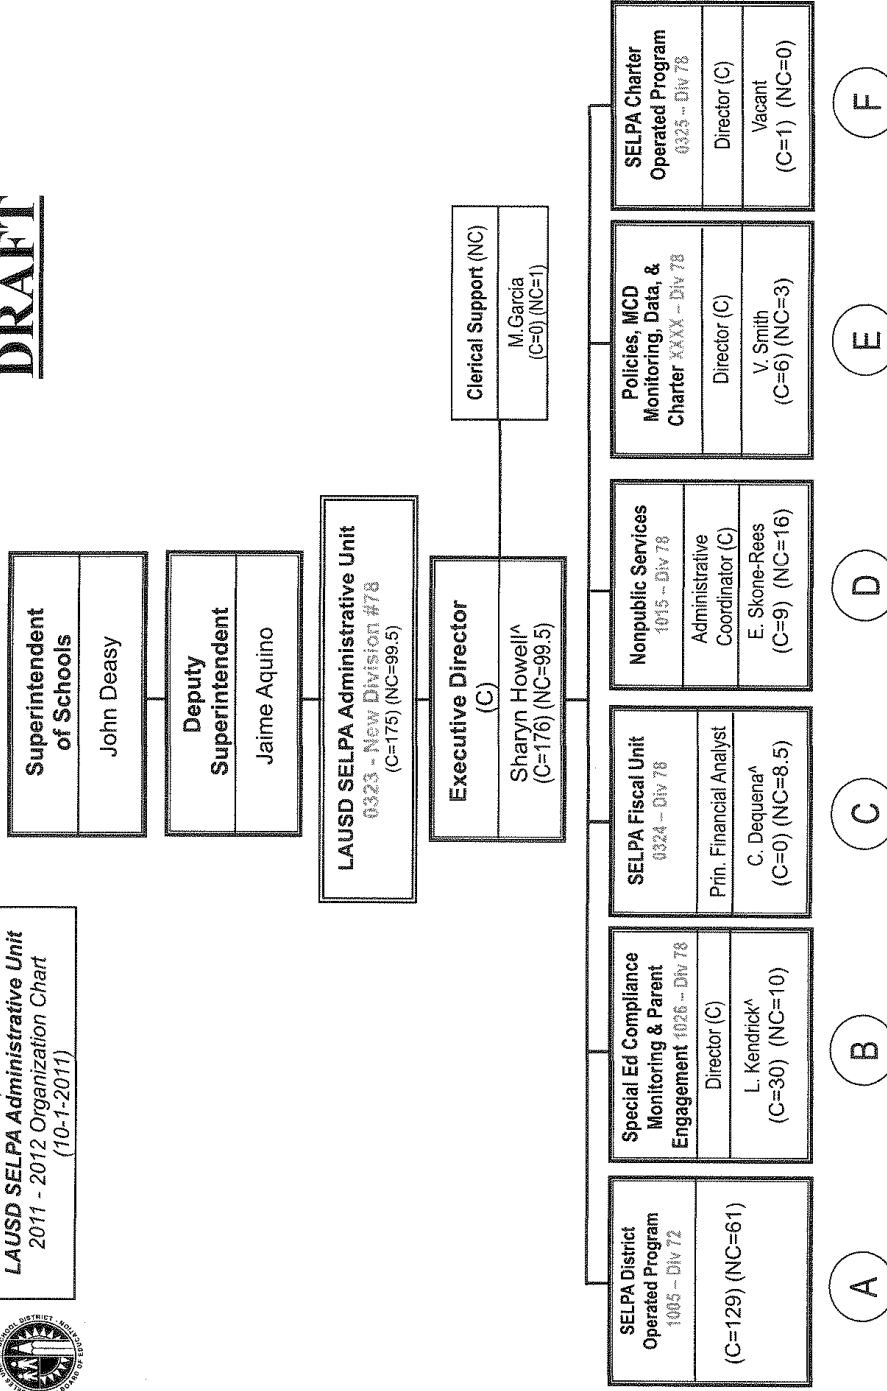 LAUSD SELPA Administrative Unit
2011 - 2012 Organization Chart
(10-1-2011)
DRAFT
SCHOOL DISTRICT
BOARD OF EDUCATION
Superintendent
of Schools
John Deasy
Deputy
Superintendent
Jaime Aquino
LAUSD SELPA Administrative Unit
0323 - New Division #78
(C=175) (NC=99.5)
Executive Director
(C)
Sharyn Howell^
(C=176) (NC=99.5)
Clerical Support (NC)
M.Garcia
(C=0) (NC=1)
SELPA District
Operated Program
1005 – Div 72
(C=129) (NC=61)
A
Special Ed Compliance
Monitoring & Parent
Engagement 1026 – Div 78
Director (C)
L. Kendrick^
(C=30) (NC=10)
B
SELPA Fiscal Unit
0324 – Div 78
Prin. Financial Analyst
C. Dequena^
(C=0) (NC=8.5)
C
Nonpublic Services
1015 – Div 78
Administrative
Coordinator (C)
E. Skone-Rees
(C=9) (NC=16)
D
Policies, MCD
Monitoring, Data, &
Charter XXXX – Div 78
Director (C)
V. Smith
(C=6) (NC=3)
E
SELPA Charter
Operated Program
0325 – Div 78
Director (C)
Vacant
(C=1) (NC=0)
F